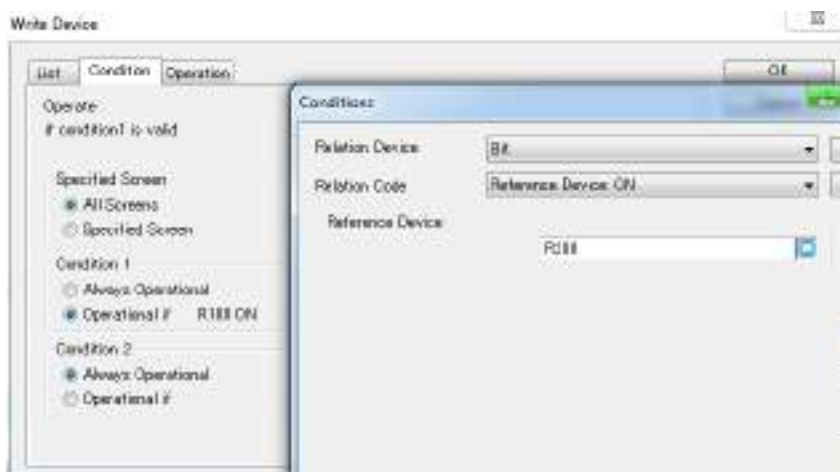 Write Device
List Condition Operation
OK
Operate
if condition1 is valid
Specified Screen
All Screens
Specified Screen
Condition 1
Always Operational
Operational if
ON
Condition 2
Always Operational
Operational if
Conditions
Relation Device
Bit
Relation Code
Reference Device: ON
Reference Device